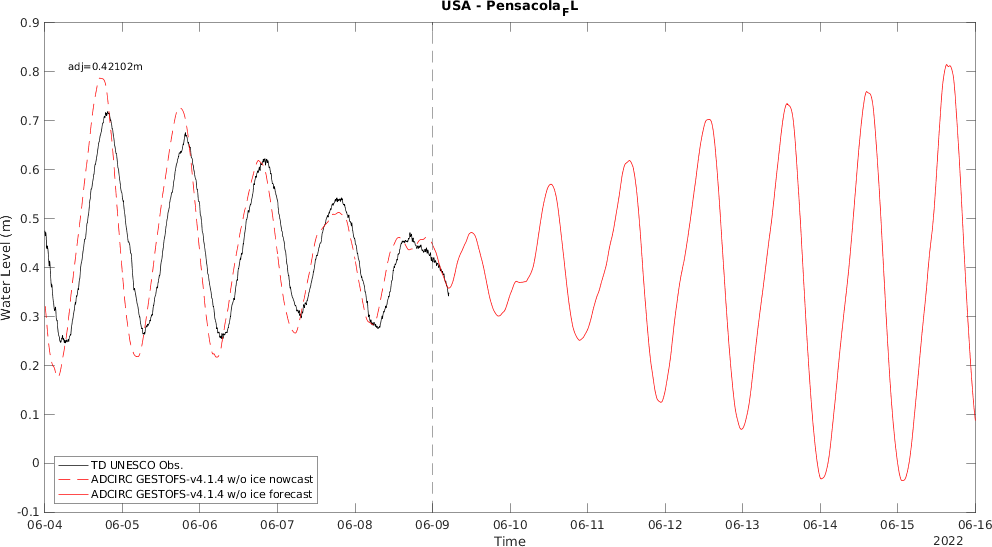 USA - Pensacola_FL
0.9
0.8
0.7
0.6
0.5
0.4
0.3
0.2
0.1
0
-0.1
Water Level (m)
adj=0.42102m
TD UNESCO Obs.
ADCIRC GESTOFS-v4.1.4 w/o ice nowcast
ADCIRC GESTOFS-v4.1.4 w/o ice forecast
06-04 06-05 06-06 06-07 06-08 06-09 06-10 06-11 06-12 06-13 06-14 06-15 06-16
Time
2022